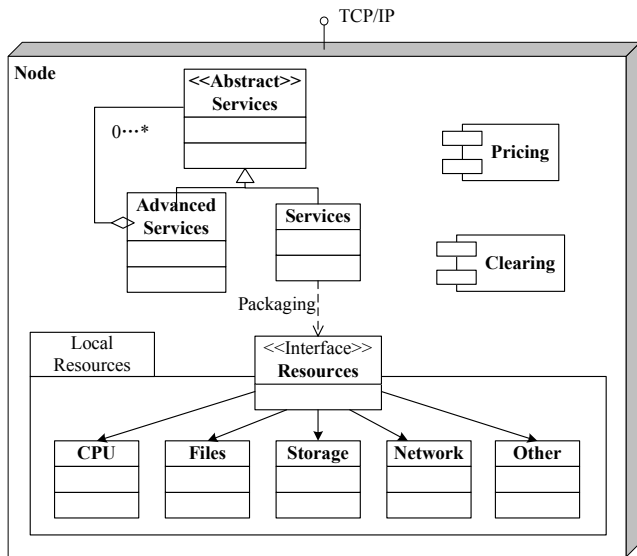 TCP/IP
Node
<<Abstract>>
Services
0···*
Pricing
Advanced
Services
Services
Clearing
Packaging
Local
Resources
<<Interface>>
Resources
CPU
Files
Storage
Network
Other